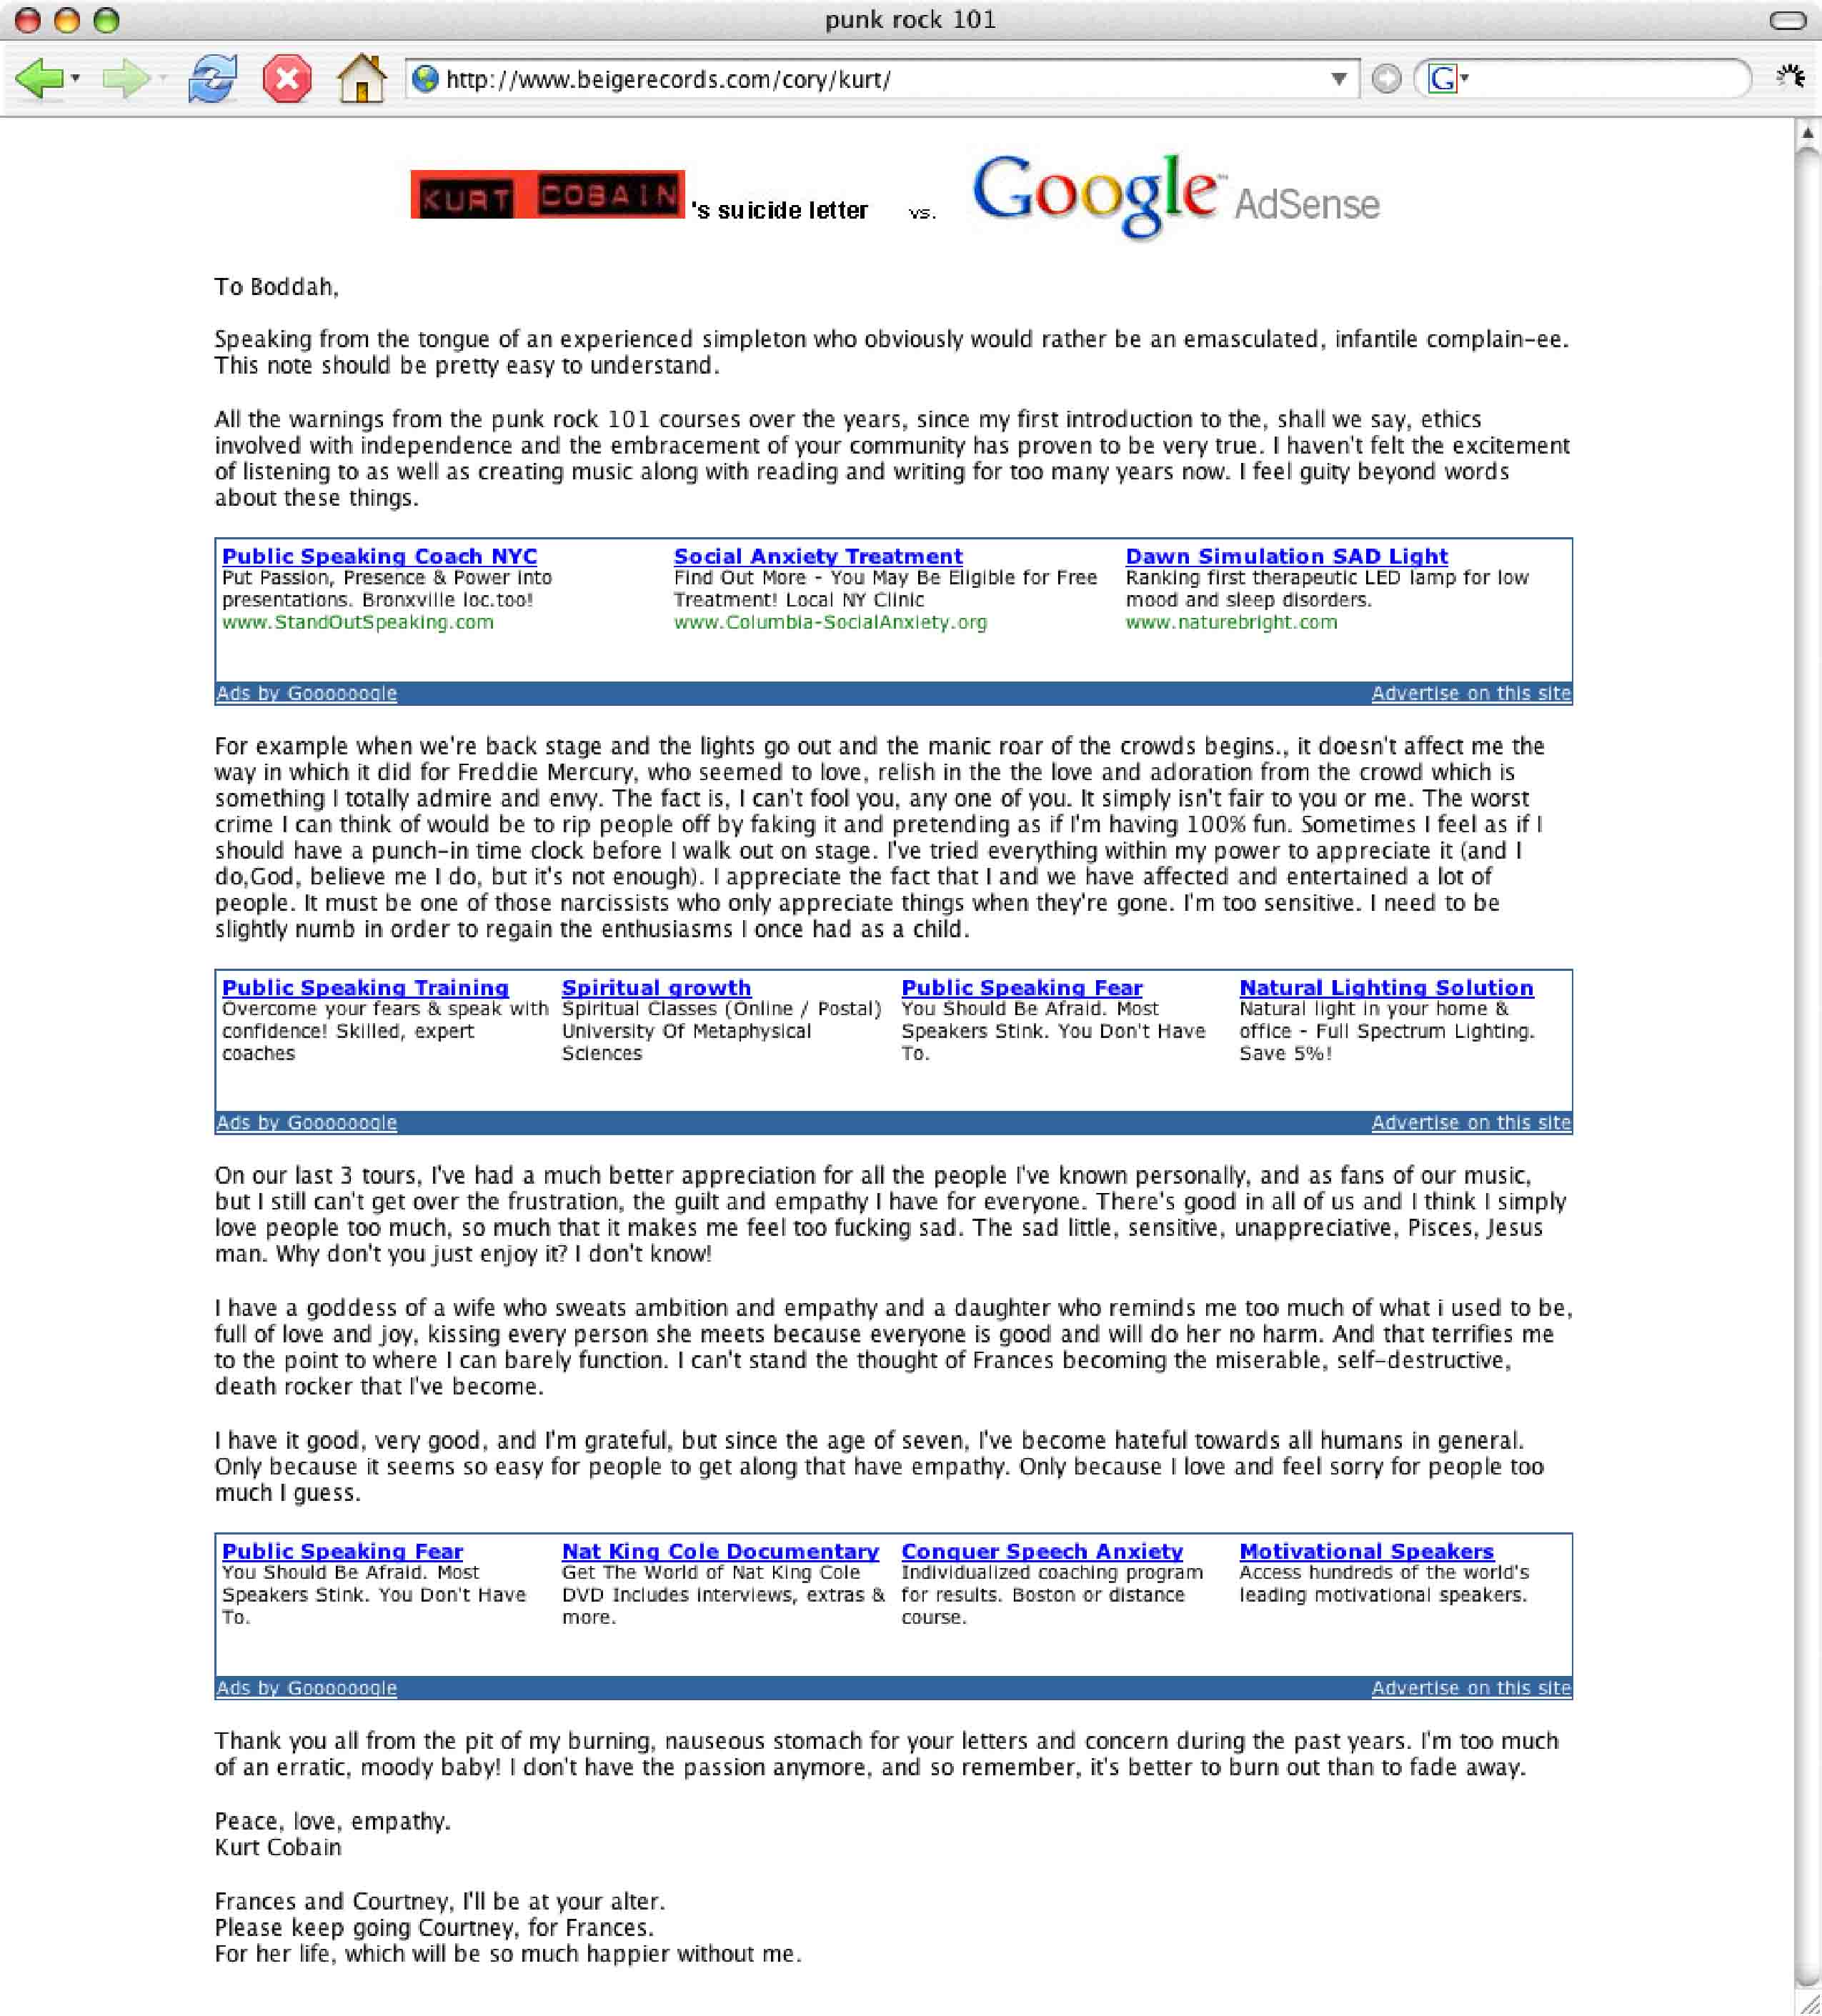 punk rock 101
http://www.beigerecords.com/cory/kurt/
G
KURT COBAIN 's suicide letter vs. Google™ AdSense
To Boddah,
Speaking from the tongue of an experienced simpleton who obviously would rather be an emasculated, infantile complain-ee.
This note should be pretty easy to understand.
All the warnings from the punk rock 101 courses over the years, since my first introduction to the, shall we say, ethics
involved with independence and the embracement of your community has proven to be very true. I haven't felt the excitement
of listening to as well as creating music along with reading and writing for too many years now. I feel guity beyond words
about these things.
Public Speaking Coach NYC
Put Passion, Presence & Power into
presentations. Bronxville loc.too!
www.StandOutSpeaking.com
Social Anxiety Treatment
Find Out More - You May Be Eligible for Free
Treatment! Local NY Clinic
www.Columbia-SocialAnxiety.org
Dawn Simulation SAD Light
Ranking first therapeutic LED lamp for low
mood and sleep disorders.
www.naturebright.com
Ads by Goooooogle
Advertise on this site
For example when we're back stage and the lights go out and the manic roar of the crowds begins., it doesn't affect me the
way in which it did for Freddie Mercury, who seemed to love, relish in the the love and adoration from the crowd which is
something I totally admire and envy. The fact is, I can't fool you, any one of you. It simply isn't fair to you or me. The worst
crime I can think of would be to rip people off by faking it and pretending as if I'm having 100% fun. Sometimes I feel as if I
should have a punch-in time clock before I walk out on stage. I've tried everything within my power to appreciate it (and I
do,God, believe me I do, but it's not enough). I appreciate the fact that I and we have affected and entertained a lot of
people. It must be one of those narcissists who only appreciate things when they're gone. I'm too sensitive. I need to be
slightly numb in order to regain the enthusiasms I once had as a child.
Public Speaking Training
Overcome your fears & speak with
confidence! Skilled, expert
coaches
Spiritual growth
Spiritual Classes (Online / Postal)
University Of Metaphysical
Sciences
Public Speaking Fear
You Should Be Afraid. Most
Speakers Stink. You Don't Have
To.
Natural Lighting Solution
Natural light in your home &
office - Full Spectrum Lighting.
Save 5%!
Ads by Goooooogle
Advertise on this site
On our last 3 tours, I've had a much better appreciation for all the people I've known personally, and as fans of our music,
but I still can't get over the frustration, the guilt and empathy I have for everyone. There's good in all of us and I think I simply
love people too much, so much that it makes me feel too fucking sad. The sad little, sensitive, unappreciative, Pisces, Jesus
man. Why don't you just enjoy it? I don't know!
I have a goddess of a wife who sweats ambition and empathy and a daughter who reminds me too much of what i used to be,
full of love and joy, kissing every person she meets because everyone is good and will do her no harm. And that terrifies me
to the point to where I can barely function. I can't stand the thought of Frances becoming the miserable, self-destructive,
death rocker that I've become.
I have it good, very good, and I'm grateful, but since the age of seven, I've become hateful towards all humans in general.
Only because it seems so easy for people to get along that have empathy. Only because I love and feel sorry for people too
much I guess.
Public Speaking Fear
You Should Be Afraid. Most
Speakers Stink. You Don't Have
To.
Nat King Cole Documentary
Get The World of Nat King Cole
DVD Includes interviews, extras &
more.
Conquer Speech Anxiety
Individualized coaching program
for results. Boston or distance
course.
Motivational Speakers
Access hundreds of the world's
leading motivational speakers.
Ads by Goooooogle
Advertise on this site
Thank you all from the pit of my burning, nauseous stomach for your letters and concern during the past years. I'm too much
of an erratic, moody baby! I don't have the passion anymore, and so remember, it's better to burn out than to fade away.
Peace, love, empathy.
Kurt Cobain
Frances and Courtney, I'll be at your alter.
Please keep going Courtney, for Frances.
For her life, which will be so much happier without me.